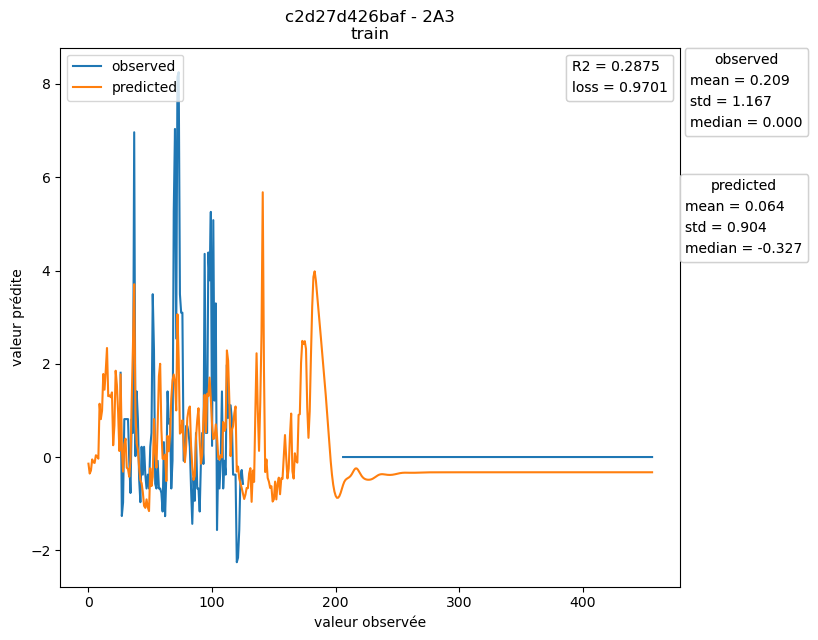 c2d27d426baf - 2A3
train
observed
predicted
R2 = 0.2875
loss = 0.9701
observed
mean = 0.209
std = 1.167
median = 0.000
predicted
mean = 0.064
std = 0.904
median = -0.327
valeur prédite
8
6
4
2
0
−2
0
100
200
300
400
valeur observée